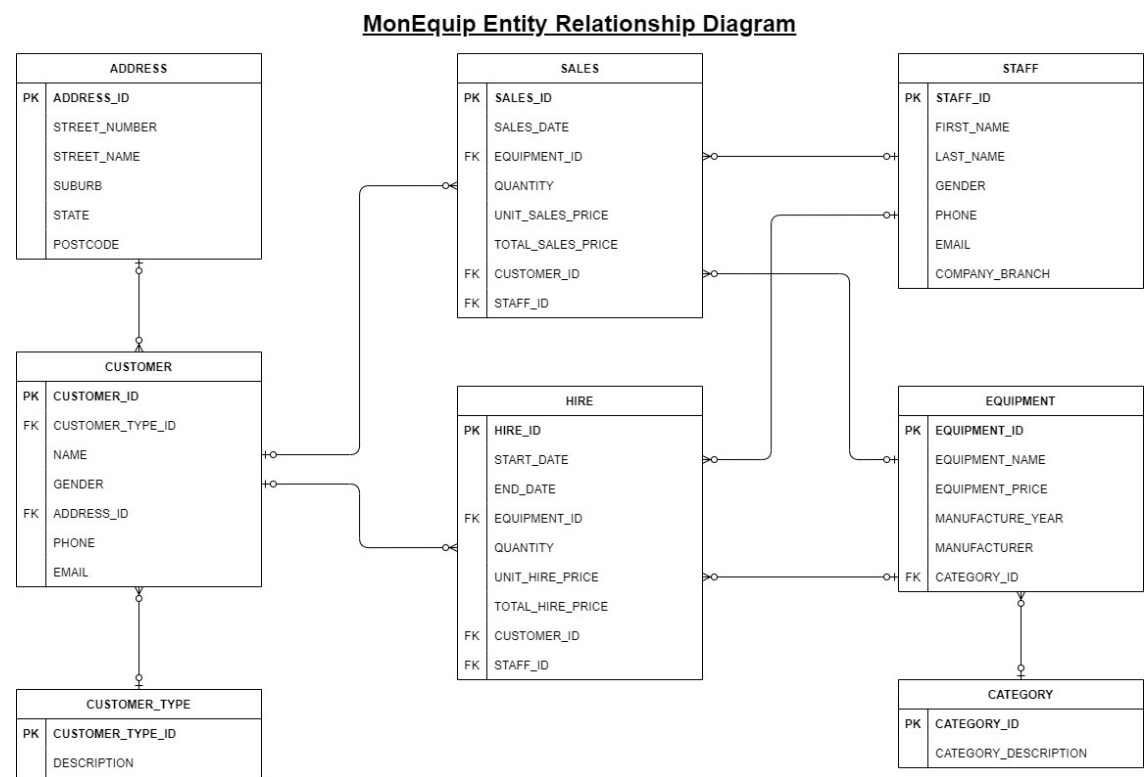 MonEquip Entity Relationship Diagram
ADDRESS
PK ADDRESS_ID
STREET_NUMBER
STREET_NAME
SUBURB
STATE
POSTCODE
CUSTOMER
PK CUSTOMER_ID
FK CUSTOMER_TYPE_ID
NAME
GENDER
FK ADDRESS_ID
PHONE
EMAIL
CUSTOMER_TYPE
PK CUSTOMER_TYPE_ID
DESCRIPTION
SALES
PK SALES_ID
SALES_DATE
FK EQUIPMENT_ID
QUANTITY
UNIT_SALES_PRICE
TOTAL_SALES_PRICE
FK CUSTOMER_ID
FK STAFF_ID
HIRE
PK HIRE_ID
START_DATE
END_DATE
FK EQUIPMENT_ID
QUANTITY
UNIT_HIRE_PRICE
TOTAL_HIRE_PRICE
FK CUSTOMER_ID
FK STAFF_ID
STAFF
PK STAFF_ID
FIRST_NAME
LAST_NAME
GENDER
PHONE
EMAIL
COMPANY_BRANCH
EQUIPMENT
PK EQUIPMENT_ID
EQUIPMENT_NAME
EQUIPMENT_PRICE
MANUFACTURE_YEAR
MANUFACTURER
FK CATEGORY_ID
CATEGORY
PK CATEGORY_ID
CATEGORY_DESCRIPTION